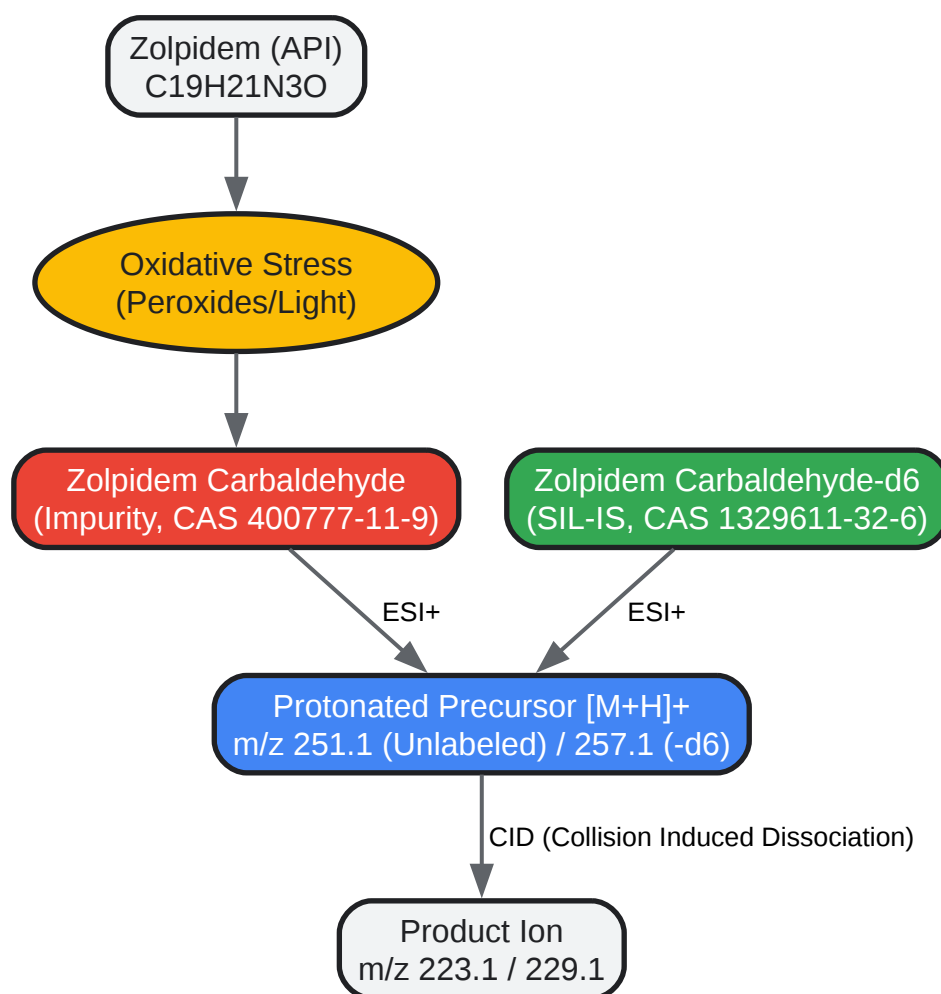 Zolpidem (API)
C19H21N3O
Oxidative Stress
(Peroxides/Light)
Zolpidem Carbaldehyde
(Impurity, CAS 400777-11-9)
Zolpidem Carbaldehyde-d6
(SIL-IS, CAS 1329611-32-6)
ESI+
ESI+
Protonated Precursor [M+H]+
m/z 251.1 (Unlabeled) / 257.1 (-d6)
CID (Collision Induced Dissociation)
Product Ion
m/z 223.1 / 229.1